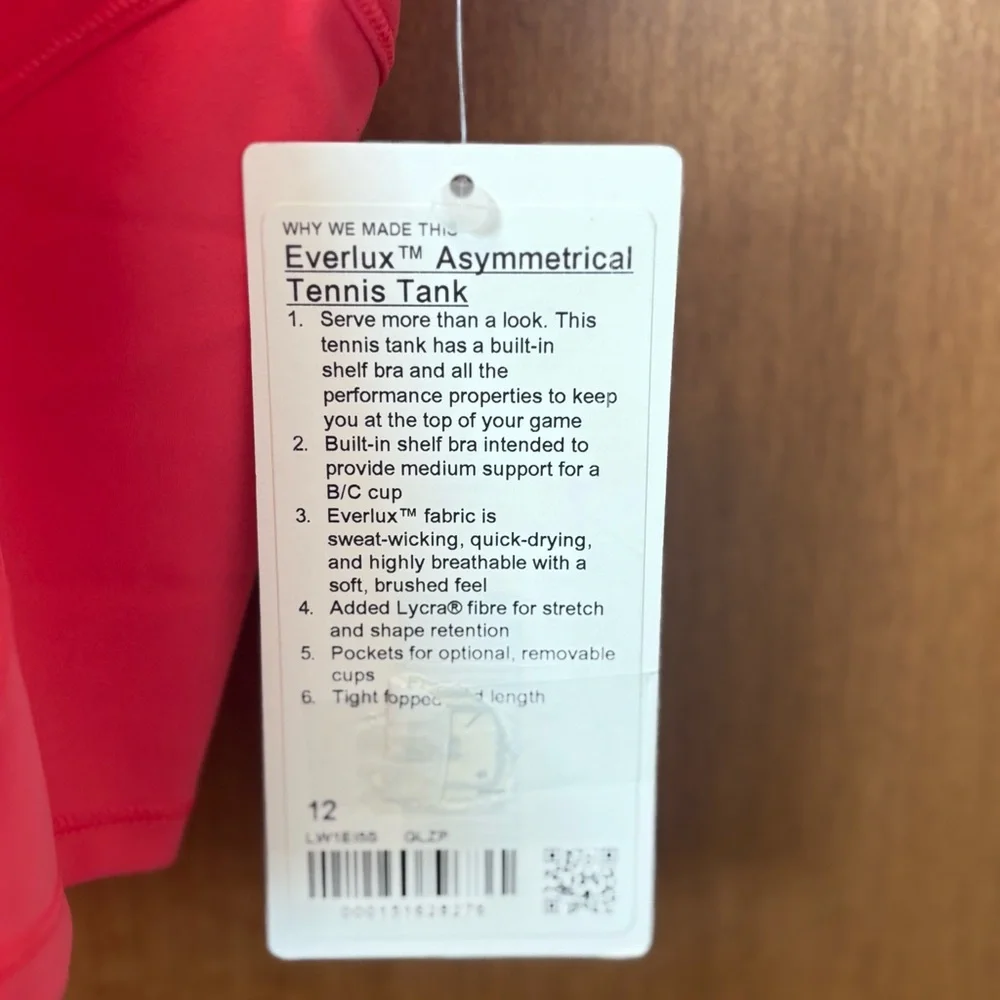 WHY WE MADE THIS
Everlux™ Asymmetrical
Tennis Tank
1. Serve more than a look. This
tennis tank has a built-in
shelf bra and all the
performance properties to keep
you at the top of your game
2. Built-in shelf bra intended to
provide medium support for a
B/C cup
3. Everlux™ fabric is
sweat-wicking, quick-drying,
and highly breathable with a
soft, brushed feel
4. Added Lycra® fibre for stretch
and shape retention
5. Pockets for optional, removable
cups
6. Tight length
12